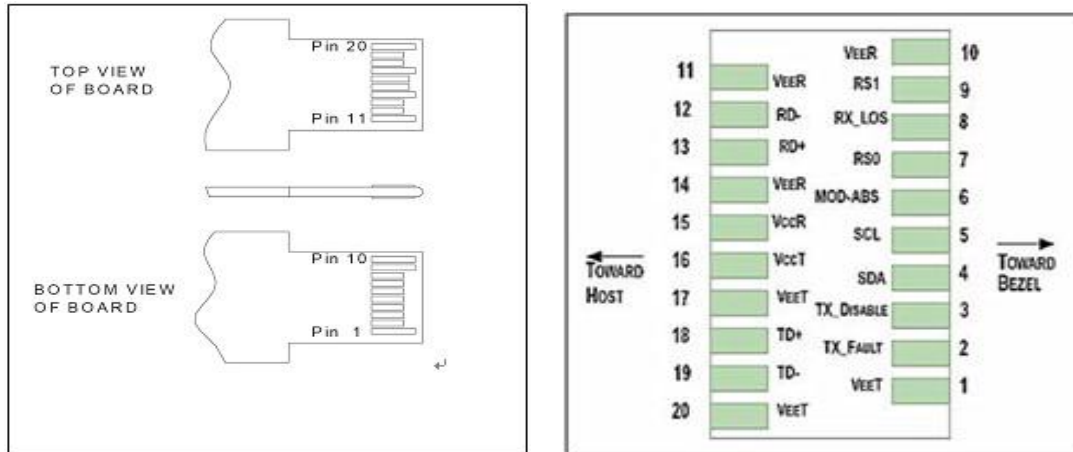 Pin 20
TOP VIEW
OF BOARD
Pin 11
Pin 10
BOTTOM VIEW
OF BOARD
Pin 1
11 VEER
12 RD-
13 RD+
14 VEER
15 VCCR
16 VCCT
17 VEET
18 TD+
19 TD-
20 VEET
VEER 10
RS1 9
RX_LOS 8
RS0 7
MOD-ABS 6
SCL 5
SDA 4
TX_DISABLE 3
TX_FAULT 2
VEET 1
TOWARD
HOST
TOWARD
BEZEL